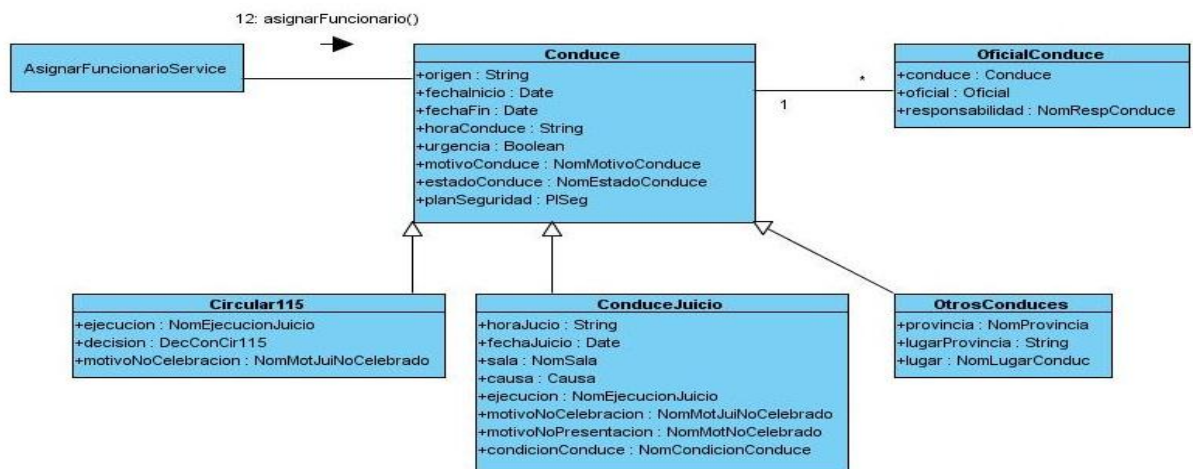 12: asignarFuncionario()
AsignarFuncionarioService
Conduce
+origen : String
+fechaInicio : Date
+fechaFin : Date
+horaConduce : String
+urgencia : Boolean
+motivoConduce : NomMotivoConduce
+estadoConduce : NomEstadoConduce
+planSeguridad : PlSeg
1
*
OficialConduce
+conduce : Conduce
+oficial : Oficial
+responsabilidad : NomRespConduce
Circular115
+ejecucion : NomEjecucionJuicio
+decision : DecConCir115
+motivoNoCelebracion : NomMotJuiNoCelebrado
ConduceJuicio
+horaJucio : String
+fechaJuicio : Date
+sala : NomSala
+causa : Causa
+ejecucion : NomEjecucionJuicio
+motivoNoCelebracion : NomMotJuiNoCelebrado
+motivoNoPresentacion : NomMotNoCelebrado
+condicionConduce : NomCondicionConduce
OtrosConduces
+provincia : NomProvincia
+lugarProvincia : String
+lugar : NomLugarConduc